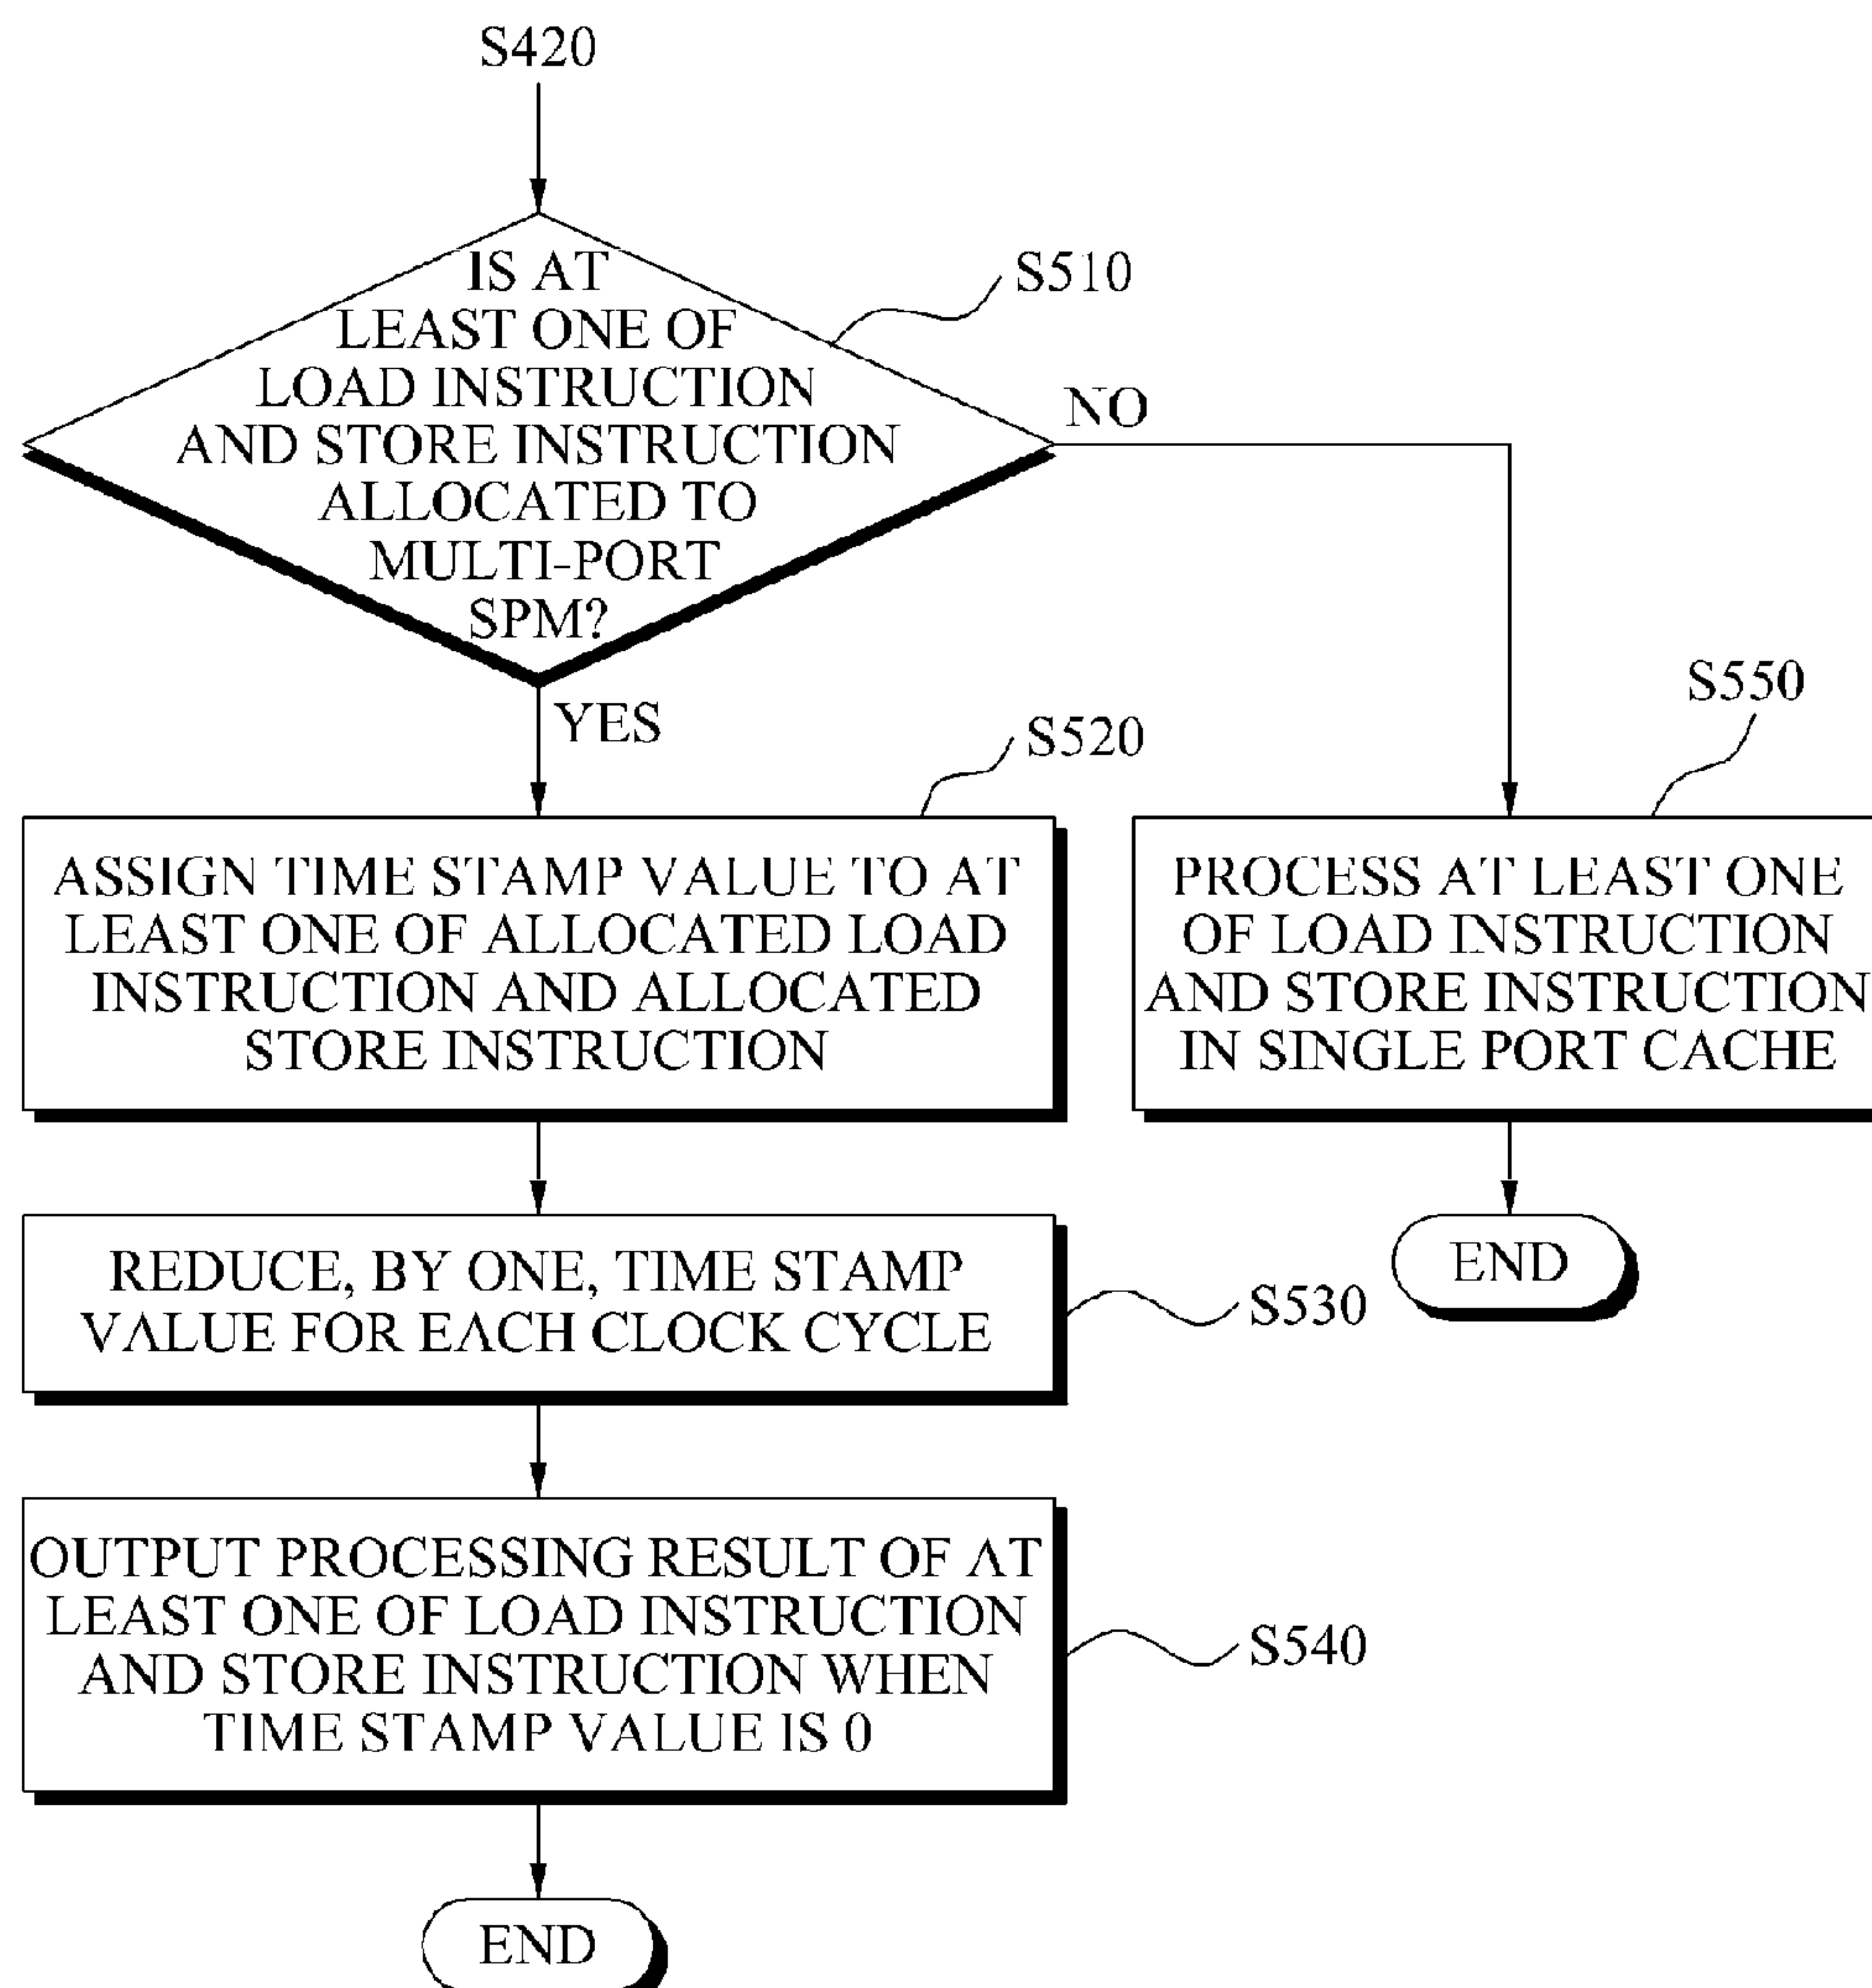 S420
IS AT
LEAST ONE OF
LOAD INSTRUCTION
AND STORE INSTRUCTION
ALLOCATED TO
MULTI-PORT
SPM?
S510
NO
YES
S520
ASSIGN TIME STAMP VALUE TO AT
LEAST ONE OF ALLOCATED LOAD
INSTRUCTION AND ALLOCATED
STORE INSTRUCTION
S550
PROCESS AT LEAST ONE
OF LOAD INSTRUCTION
AND STORE INSTRUCTION
IN SINGLE PORT CACHE
END
REDUCE, BY ONE, TIME STAMP
VALUE FOR EACH CLOCK CYCLE
S530
OUTPUT PROCESSING RESULT OF AT
LEAST ONE OF LOAD INSTRUCTION
AND STORE INSTRUCTION WHEN
TIME STAMP VALUE IS 0
S540
END